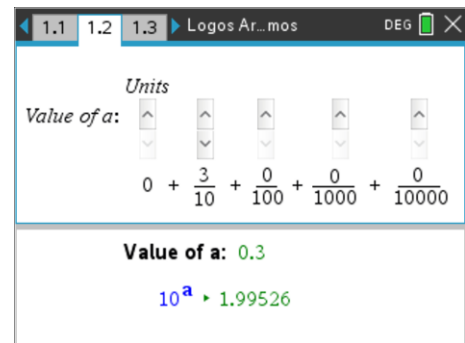 1.1 1.2 1.3 Logos Ar...mos DEG
Units
Value of a:
0 + 3/10 + 0/100 + 0/1000 + 0/10000
Value of a: 0.3
10^a ▸ 1.99526